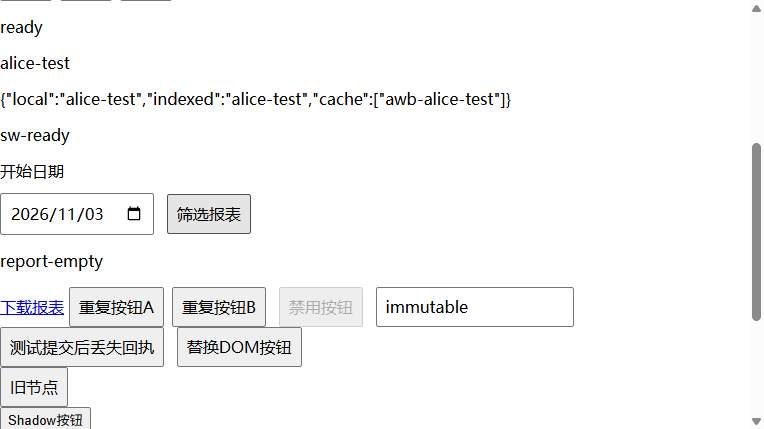 ready
alice-test
{"local":"alice-test","indexed":"alice-test","cache":["awb-alice-test"]}
sw-ready
开始日期
2026/11/03 筛选报表
report-empty
下载报表 重复按钮A 重复按钮B 禁用按钮 immutable
测试提交后丢失回执 替换DOM按钮
旧节点
Shadow按钮